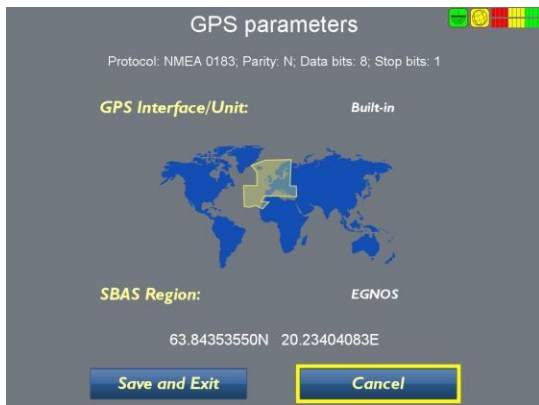 GPS parameters
Protocol: NMEA 0183; Parity: N; Data bits: 8; Stop bits: 1
GPS Interface/Unit: Built-in
SBAS Region: EGNOS
63.84353550N 20.23404083E
Save and Exit Cancel